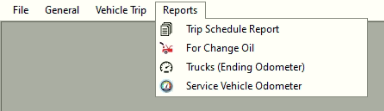 File General Vehicle Trip Reports
Trip Schedule Report
For Change Oil
Trucks (Ending Odometer)
Service Vehicle Odometer